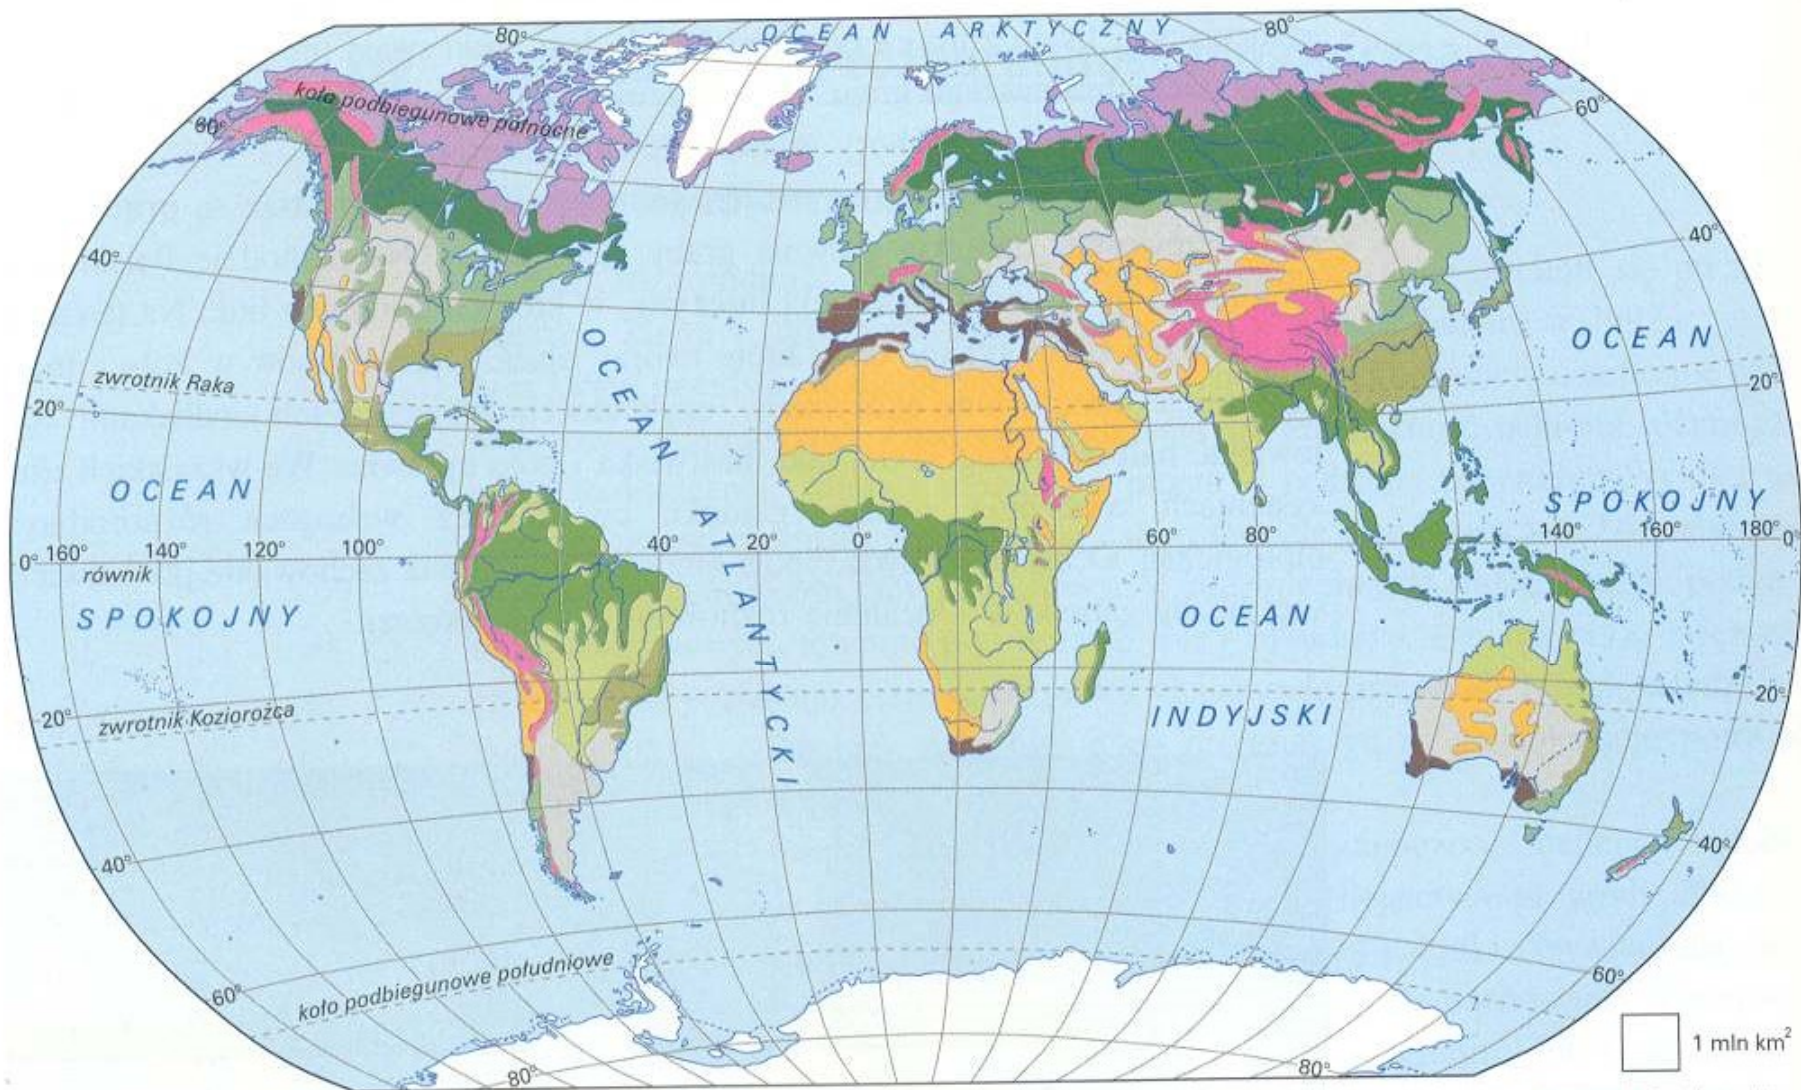 80°
OCEAN ARKTYCZNY
80°
koło podbiegunowe północne
60°
60°
40°
40°
OCEAN
OCEAN
zwrotnik Raka
20°
20°
OCEAN
ATLANTYCKI
SPOKOJNY
0°
160°
140°
120°
100°
40°
20°
0°
20°
60°
80°
140°
160°
180°
0°
równik
SPOKOJNY
OCEAN
INDYJSKI
20°
20°
zwrotnik Koziorożca
40°
40°
60°
60°
koło podbiegunowe południowe
80°
80°
1 mln km²